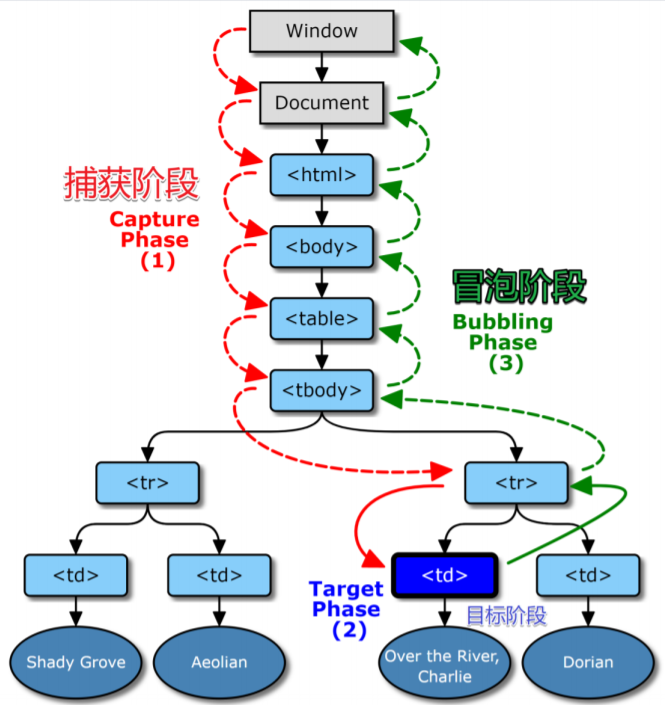 Window
Document
<html>
捕获阶段
Capture
Phase
(1)
<body>
冒泡阶段
<table>
Bubbling
Phase
(3)
<tbody>
<tr>
<tr>
<td>
<td>
<td>
<td>
Target
Phase
(2)
目标阶段
Shady Grove
Aeolian
Over the River,
Charlie
Dorian